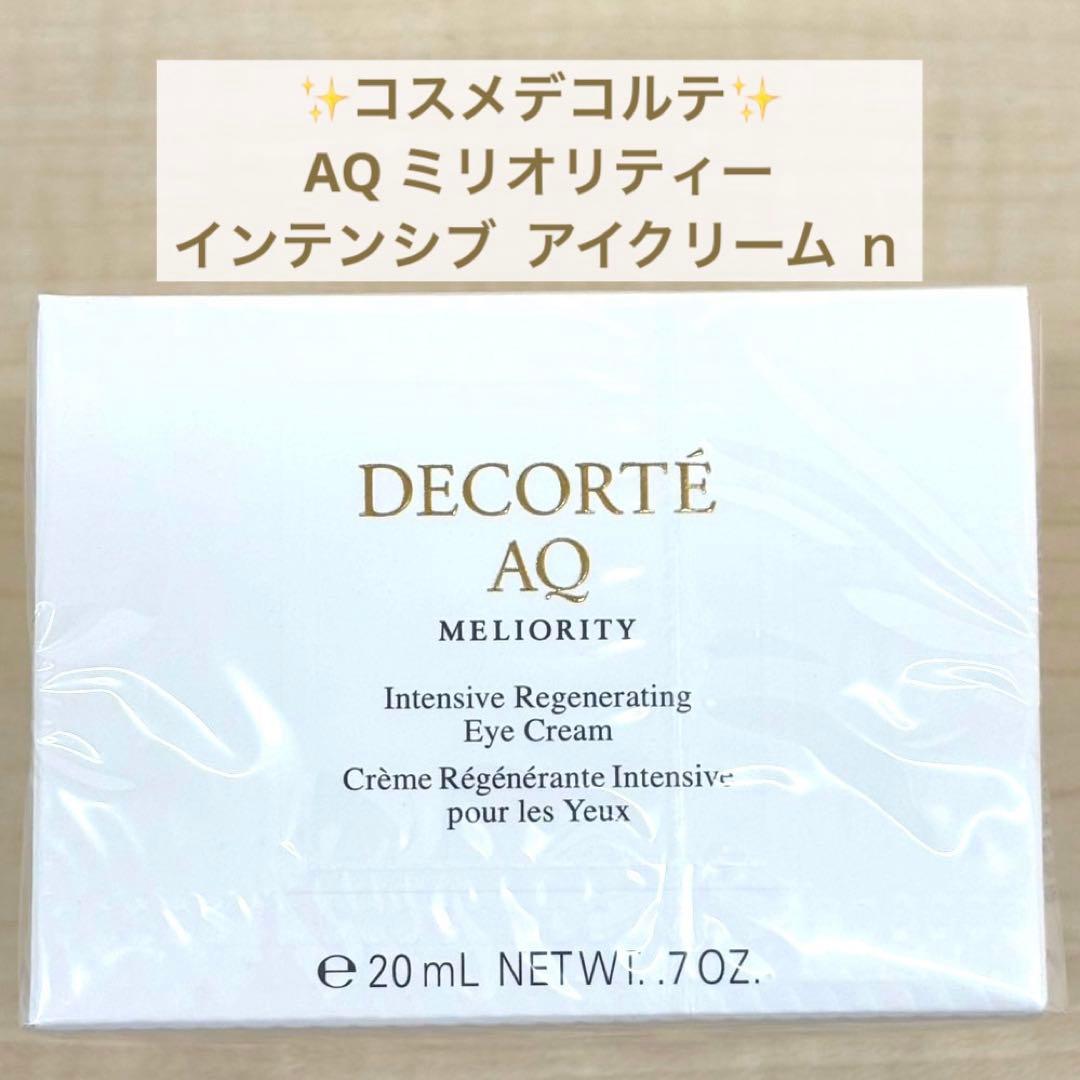 ✨コスメデコルテ✨
AQ ミリオリティー
インテンシブ アイクリーム n
DECORTÉ
AQ
MELIORITY
Intensive Regenerating
Eye Cream
Crème Régénérante Intensive
pour les Yeux
℮ 20 mL NET WT. .7 OZ.